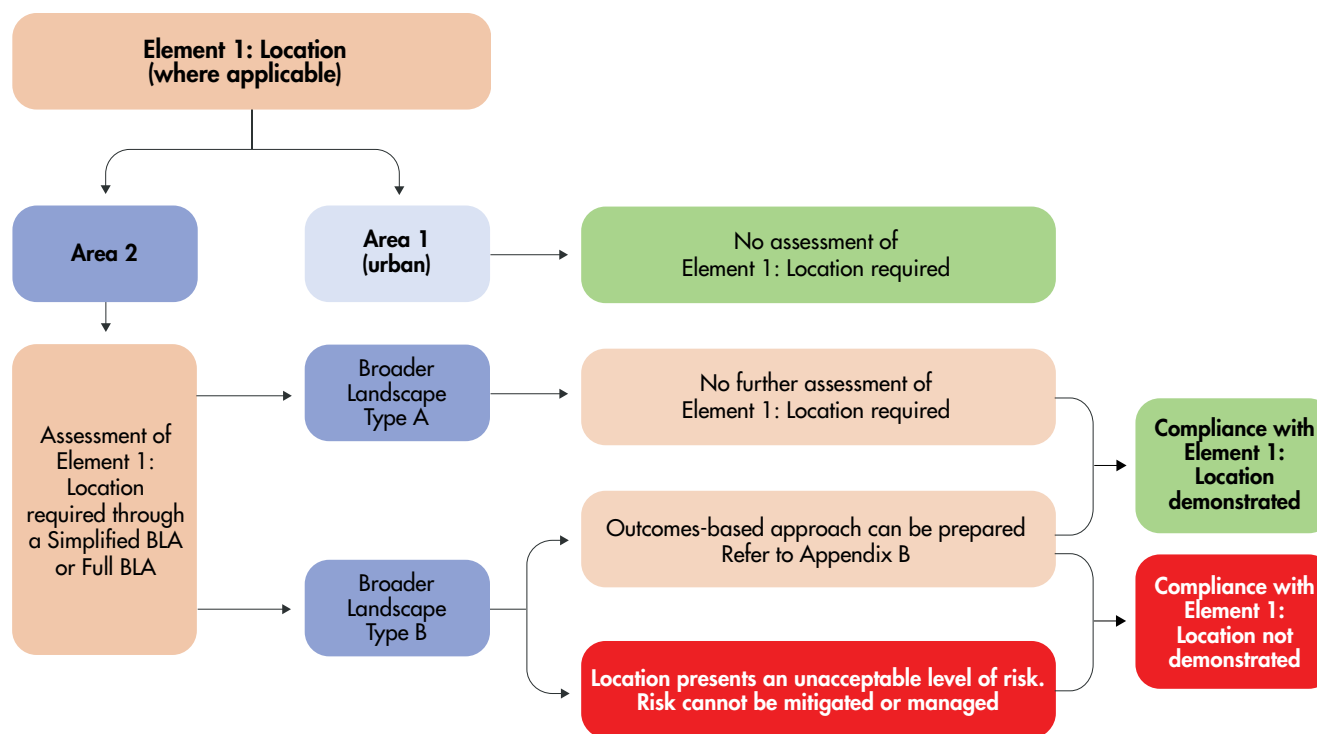 Element 1: Location
(where applicable)
Area 2
Area 1
(urban)
No assessment of
Element 1: Location required
Assessment of
Element 1:
Location
required through
a Simplified BLA
or Full BLA
Broader
Landscape
Type A
No further assessment of
Element 1: Location required
Compliance with
Element 1:
Location
demonstrated
Broader
Landscape
Type B
Outcomes-based approach can be prepared
Refer to Appendix B
Location presents an unacceptable level of risk.
Risk cannot be mitigated or managed
Compliance with
Element 1:
Location not
demonstrated